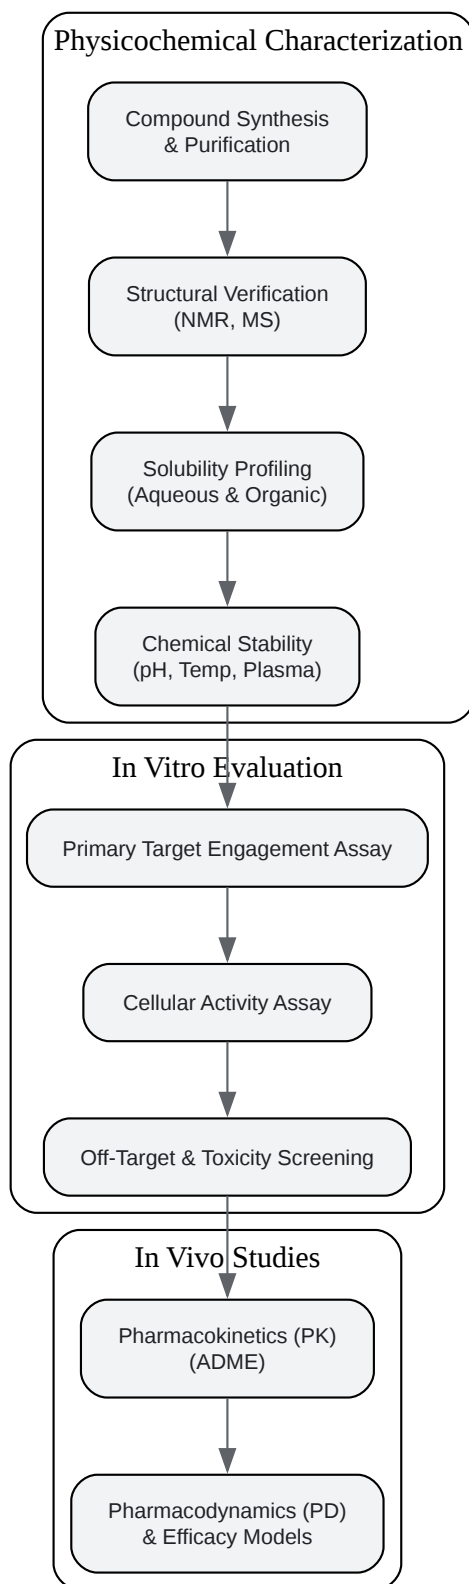 Physicochemical Characterization
Compound Synthesis
& Purification
Structural Verification
(NMR, MS)
Solubility Profiling
(Aqueous & Organic)
Chemical Stability
(pH, Temp, Plasma)
In Vitro Evaluation
Primary Target Engagement Assay
Cellular Activity Assay
Off-Target & Toxicity Screening
In Vivo Studies
Pharmacokinetics (PK)
(ADME)
Pharmacodynamics (PD)
& Efficacy Models